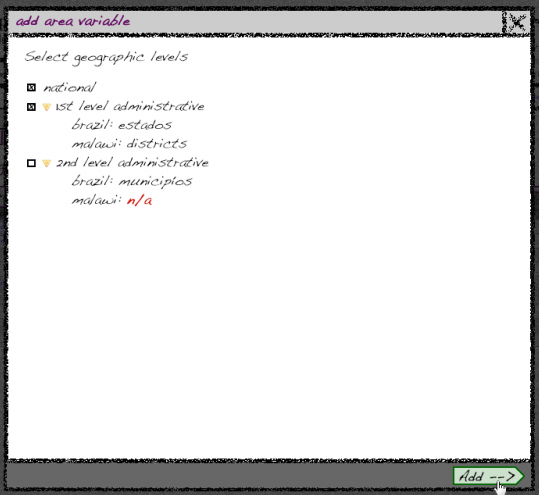 add area variable
Select geographic levels
national
1st level administrative
brazil: estados
malawi: districts
2nd level administrative
brazil: municipios
malawi: n/a
Add -->